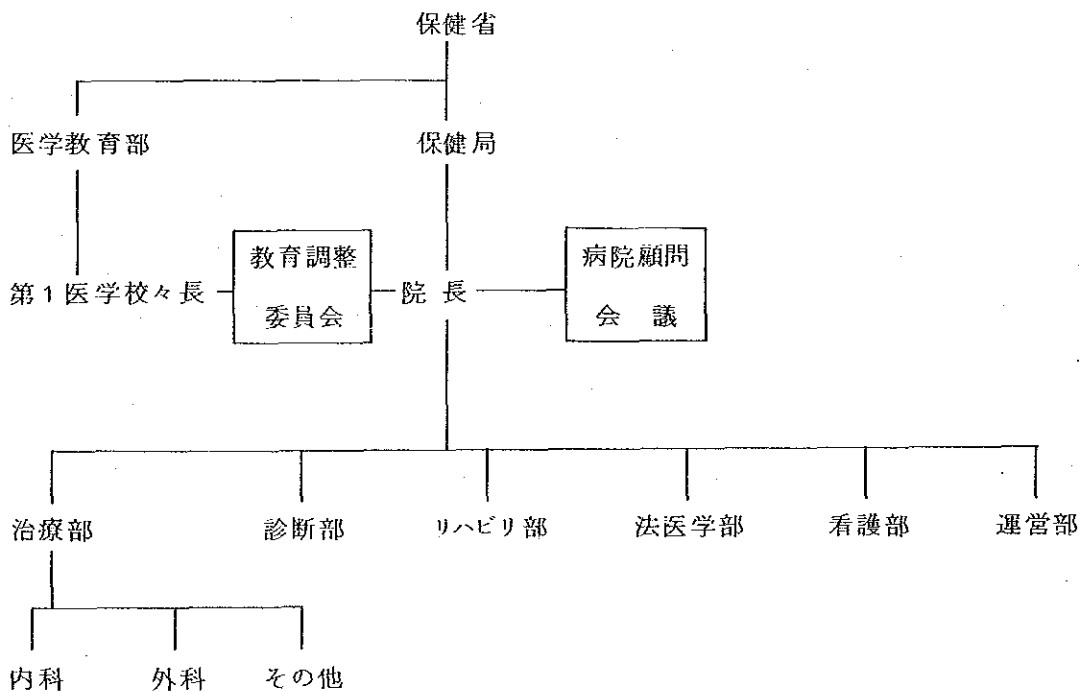 保健省
医学教育部
保健局
第1医学校々長
教育調整
委員会
院長
病院顧問
会議
治療部
診断部
リハビリ部
法医学部
看護部
運営部
内科
外科
その他